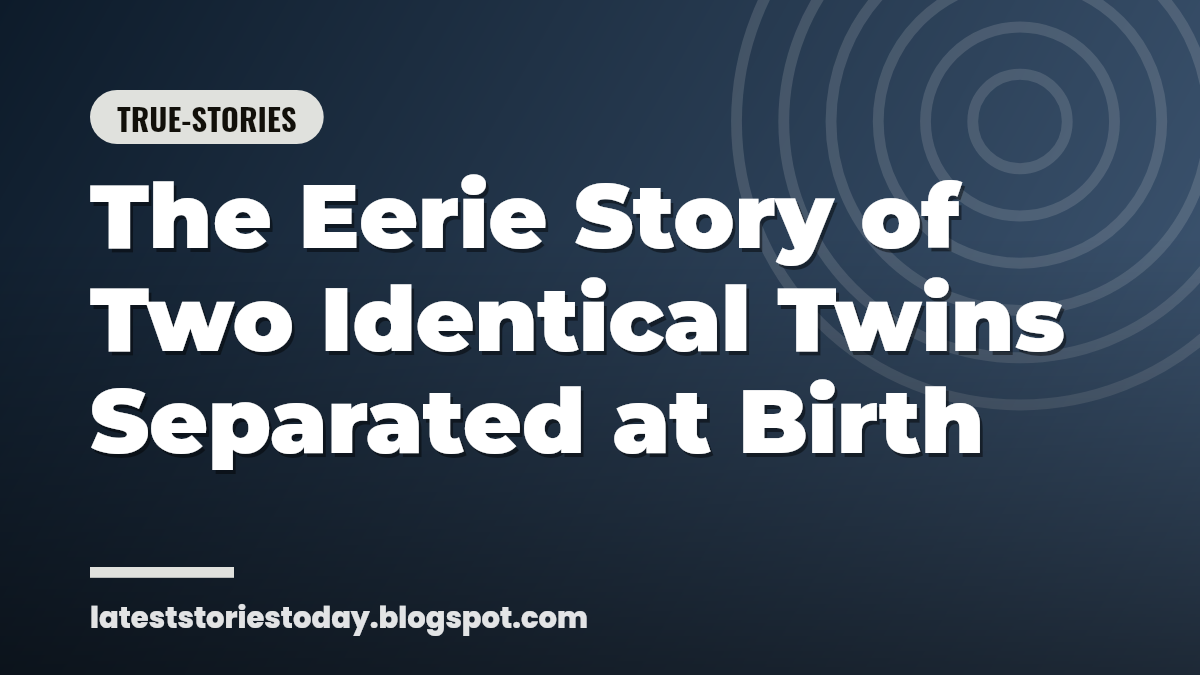 TRUE-STORIES
The Eerie Story of
Two Identical Twins
Separated at Birth
lateststoriestoday.blogspot.com